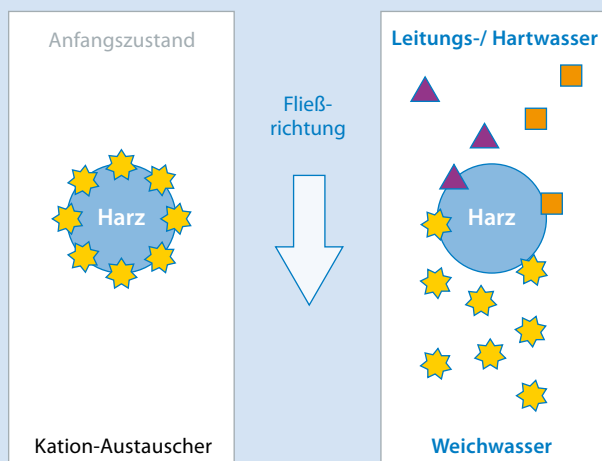 Anfangszustand
Harz
Kation-Austauscher
Fließ-
richtung
Leitungs-/ Hartwasser
Harz
Weichwasser